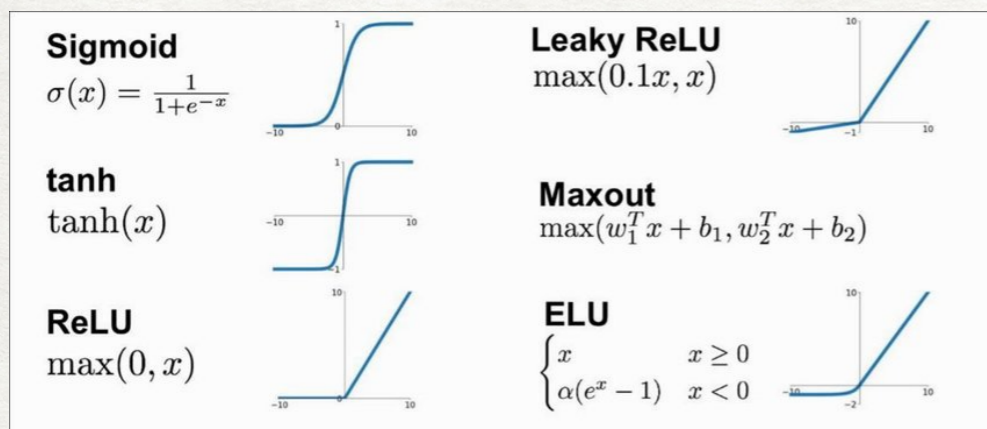 Sigmoid
σ(x) = 1/(1+e^{-x})
1
-10
0
10
tanh
tanh(x)
1
-10
10
-1
ReLU
max(0, x)
10
-10
0
10
Leaky ReLU
max(0.1x, x)
10
-10
-1
10
Maxout
max(w_1^T x + b_1, w_2^T x + b_2)
ELU
{ x x ≥ 0
α(e^x − 1) x < 0
10
-10
-2
10